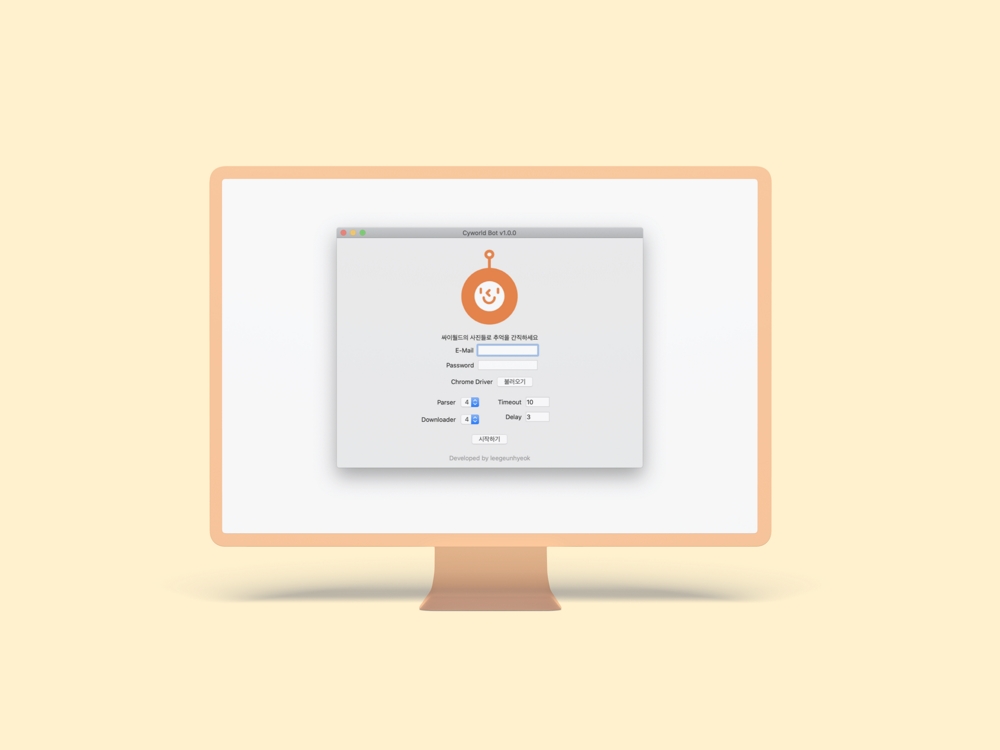 Cyworld Bot v1.0.0
싸이월드의 사진들로 추억을 간직하세요
E-Mail
Password
Chrome Driver 불러오기
Parser 4 Timeout 10
Downloader 4 Delay 3
시작하기
Developed by leegeunhyeok